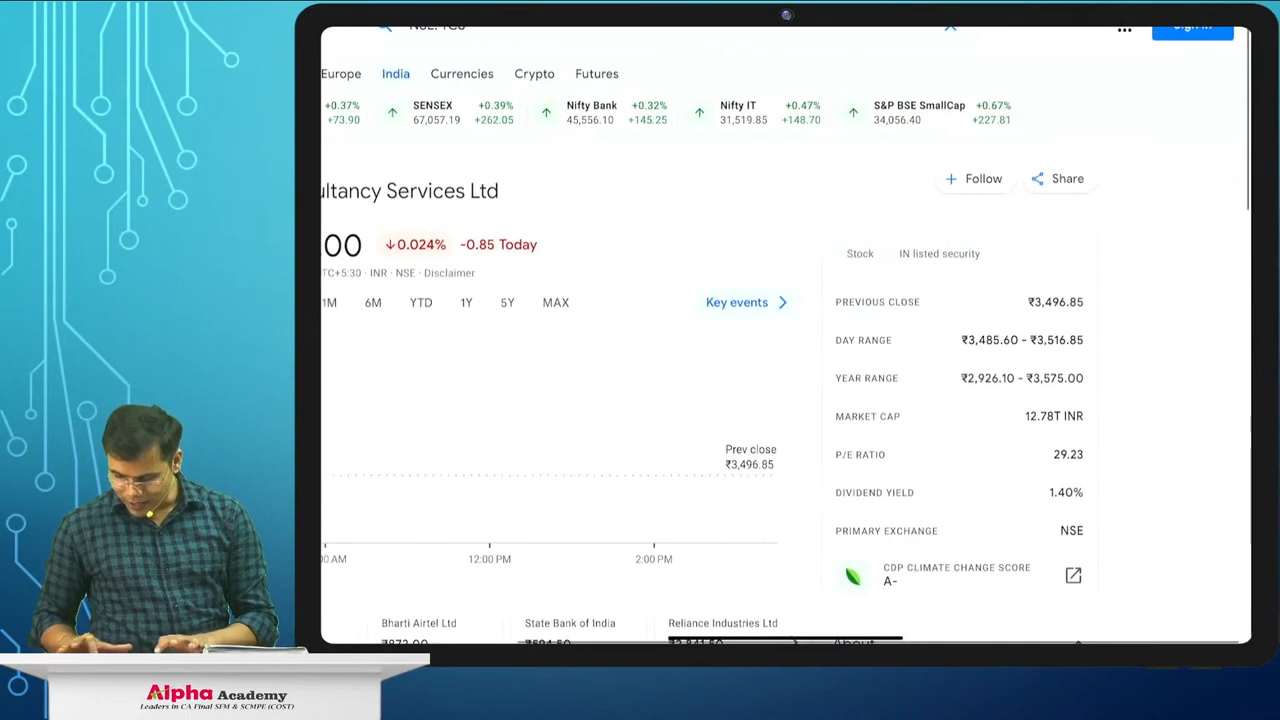 Europe India Currencies Crypto Futures
+0.37% SENSEX +0.39% Nifty Bank +0.32% Nifty IT +0.47% S&P BSE SmallCap +0.67%
+73.90 67,057.19 +262.05 45,556.10 +145.25 31,519.85 +148.70 34,056.40 +227.81
ultancy Services Ltd
Follow Share
.00 0.024% -0.85 Today
TC+5:30 · INR · NSE · Disclaimer
1M 6M YTD 1Y 5Y MAX
Key events
Prev close
₹3,496.85
00 AM 12:00 PM 2:00 PM
Stock IN listed security
PREVIOUS CLOSE ₹3,496.85
DAY RANGE ₹3,485.60 - ₹3,516.85
YEAR RANGE ₹2,926.10 - ₹3,575.00
MARKET CAP 12.78T INR
P/E RATIO 29.23
DIVIDEND YIELD 1.40%
PRIMARY EXCHANGE NSE
CDP CLIMATE CHANGE SCORE
A-
Bharti Airtel Ltd State Bank of India Reliance Industries Ltd
Alpha Academy
Leaders in CA Final SFM & SCMPE (COST)